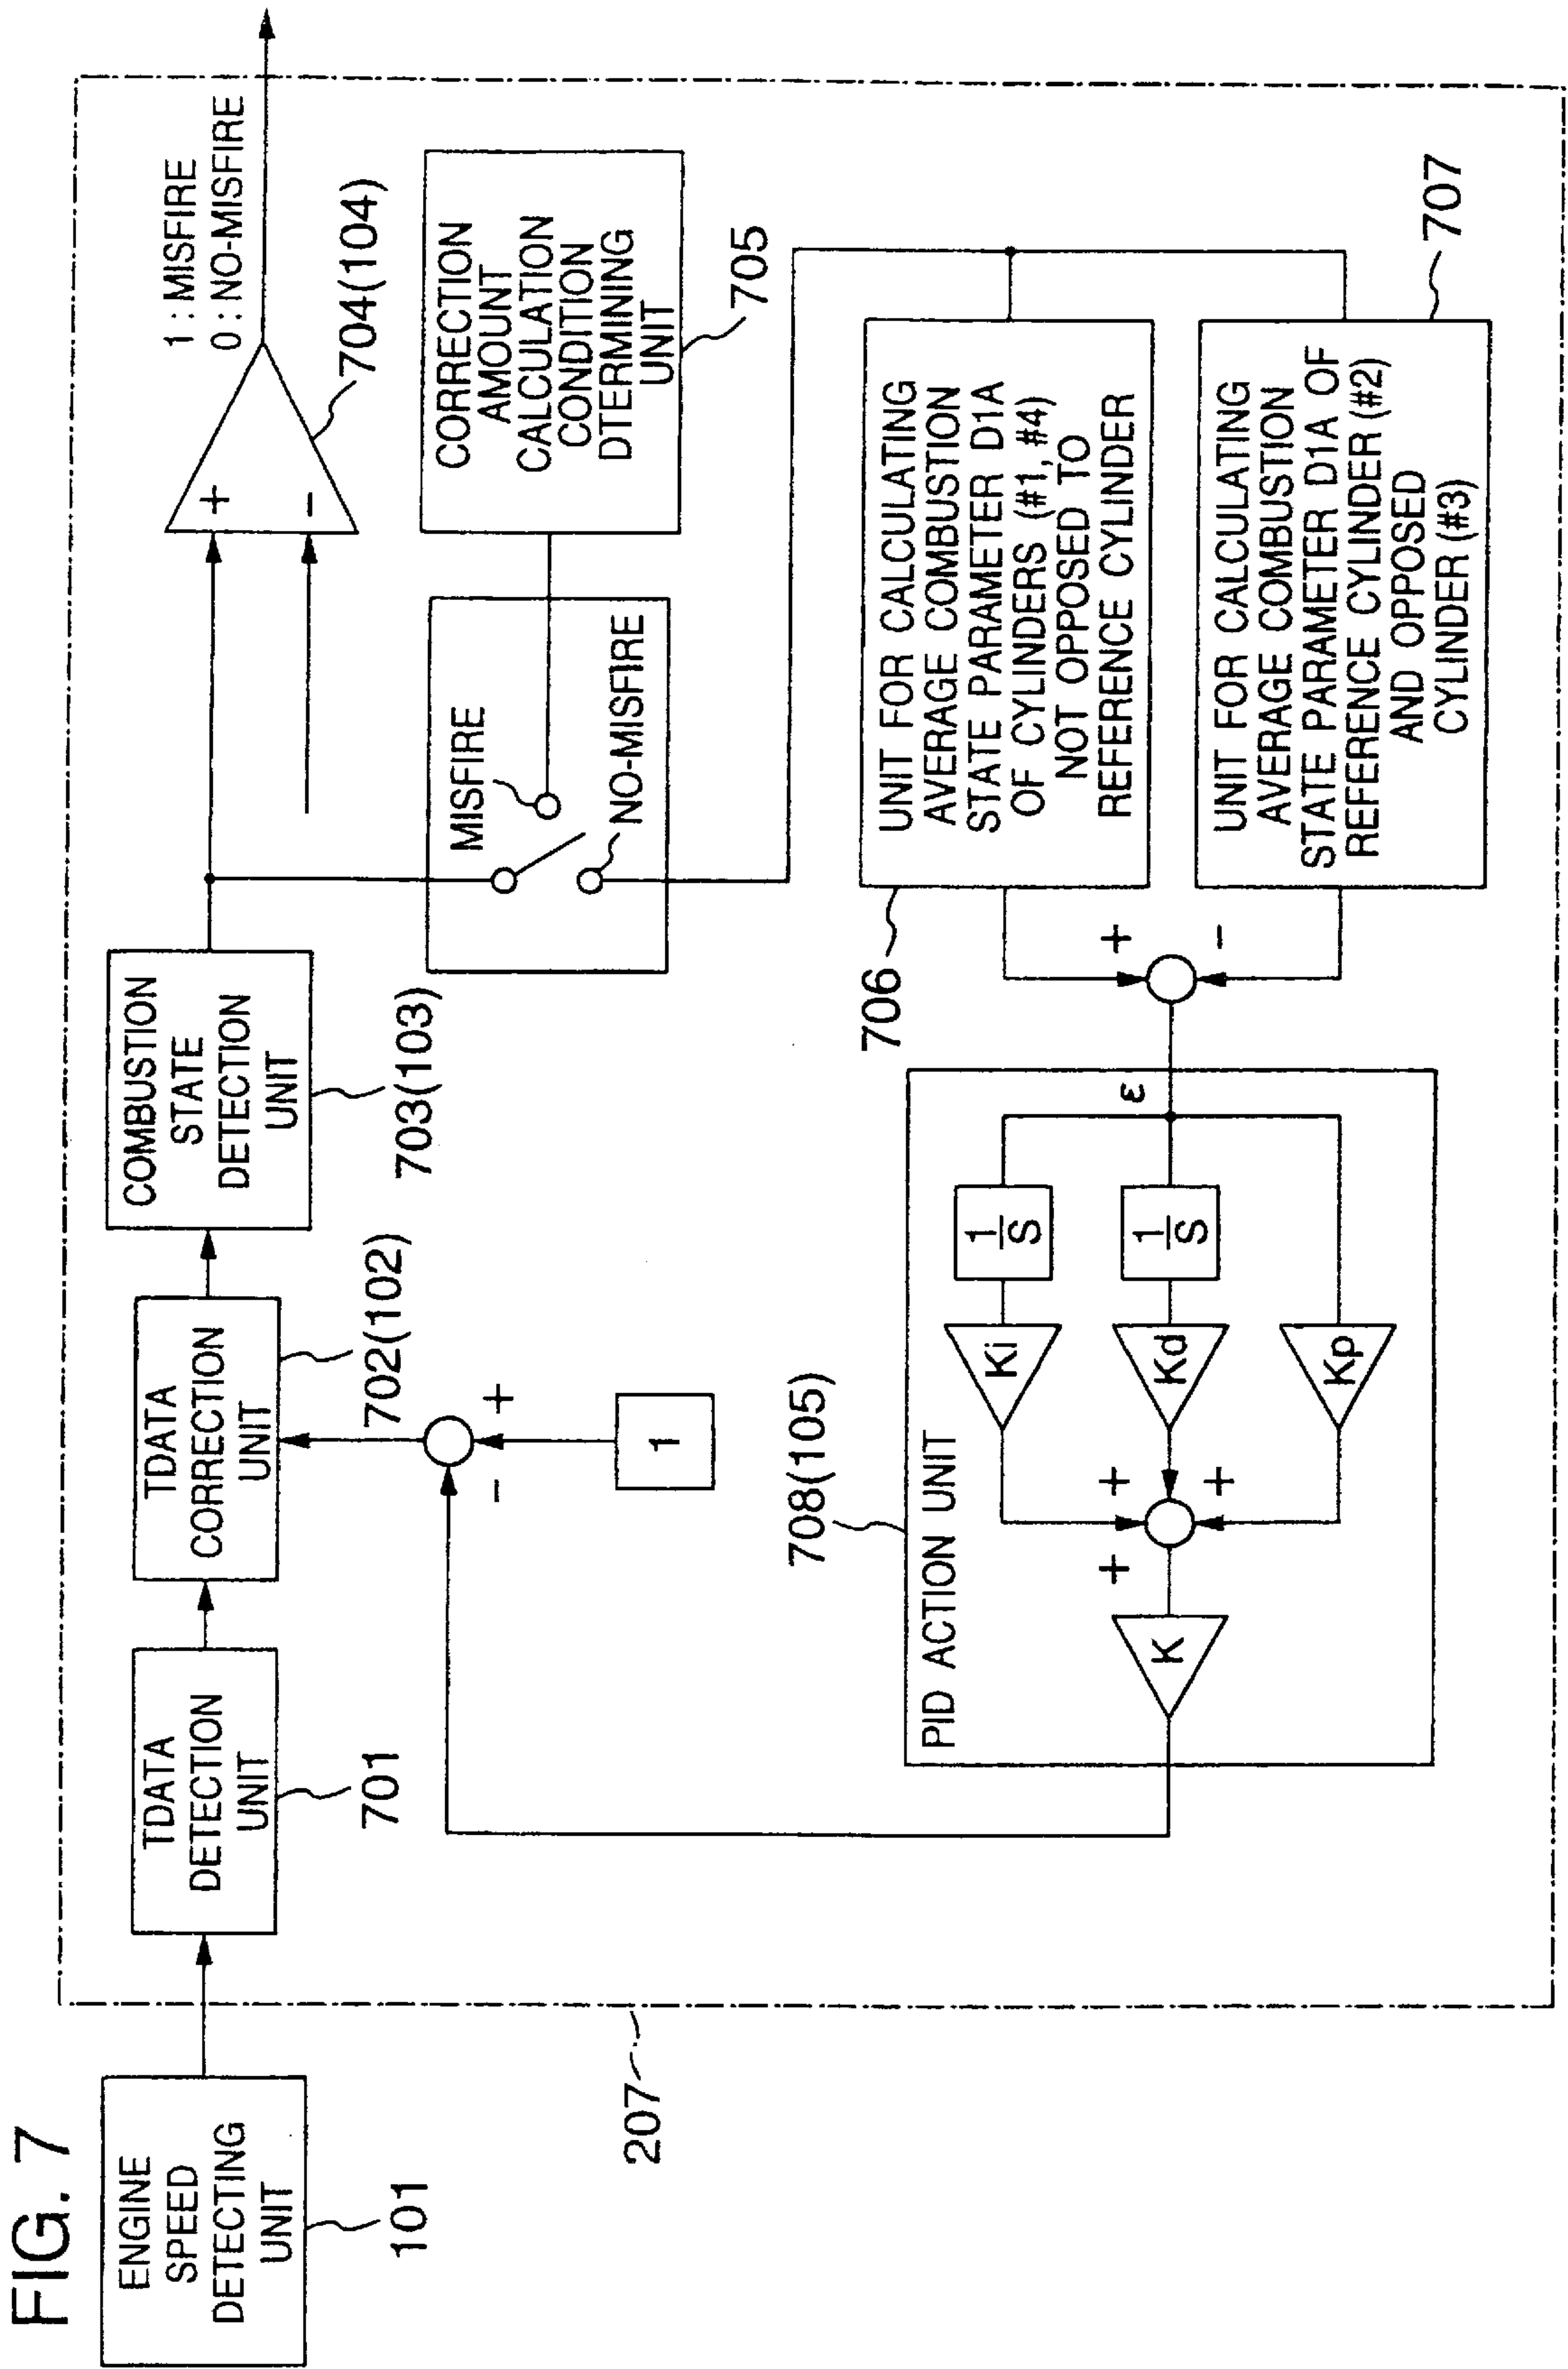 FIG. 7
ENGINE
SPEED
DETECTING
UNIT
101
207
TDATA
DETECTION
UNIT
701
TDATA
CORRECTION
UNIT
702(102)
COMBUSTION
STATE
DETECTION
UNIT
703(103)
+
-
1 : MISFIRE
0 : NO-MISFIRE
704(104)
MISFIRE
NO-MISFIRE
CORRECTION
AMOUNT
CALCULATION
CONDITION
DTERMINING
UNIT
705
-
+
1
708(105)
PID ACTION UNIT
K
+
+
+
Ki
Kd
Kp
1
S
1
S
ε
+
-
706
UNIT FOR CALCULATING
AVERAGE COMBUSTION
STATE PARAMETER D1A
OF CYLINDERS (#1, #4)
NOT OPPOSED TO
REFERENCE CYLINDER
UNIT FOR CALCULATING
AVERAGE COMBUSTION
STATE PARAMETER D1A OF
REFERENCE CYLINDER (#2)
AND OPPOSED
CYLINDER (#3)
707